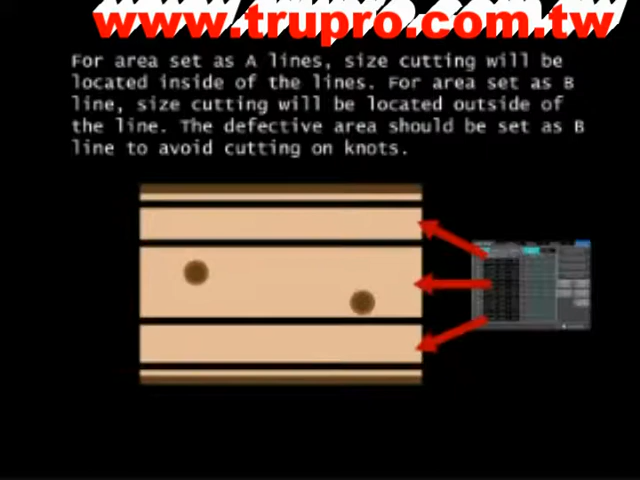 www.trupro.com.tw
For area set as A lines, size cutting will be
located inside of the lines. For area set as B
line, size cutting will be located outside of
the line. The defective area should be set as B
line to avoid cutting on knots.